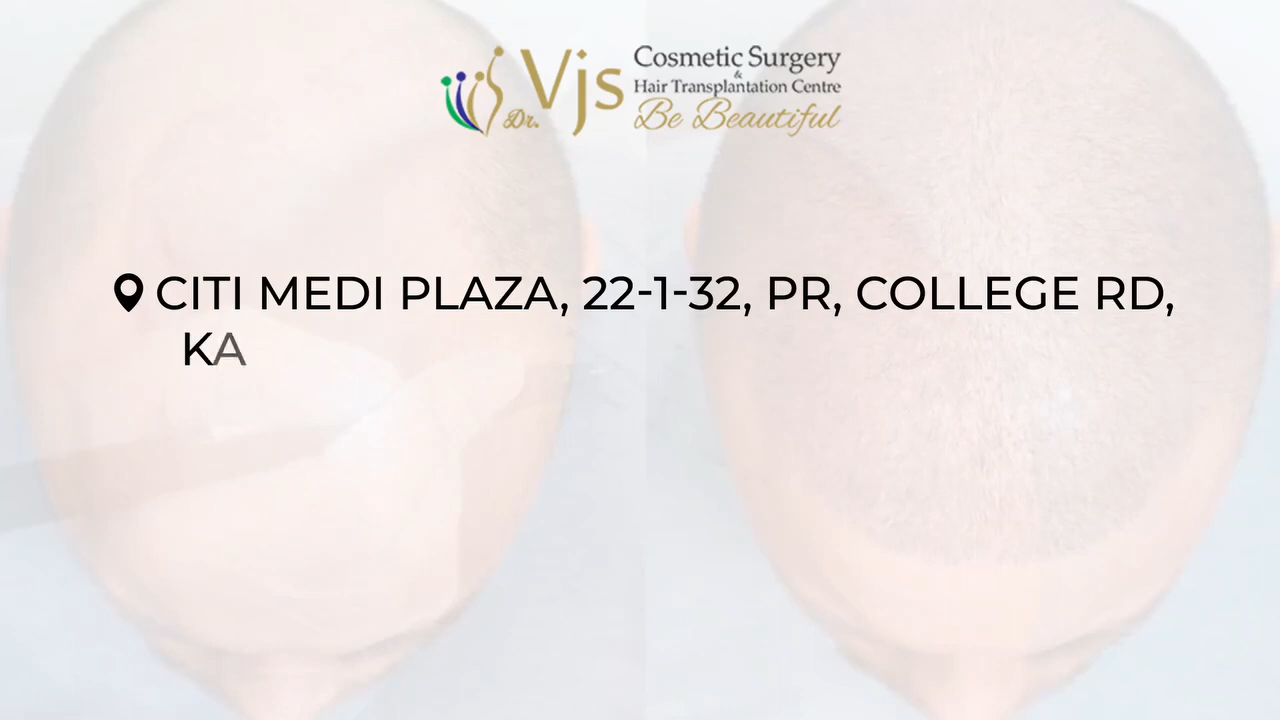 Dr. Vjs
Cosmetic Surgery
&
Hair Transplantation Centre
Be Beautiful
CITI MEDI PLAZA, 22-1-32, PR, COLLEGE RD,
KA